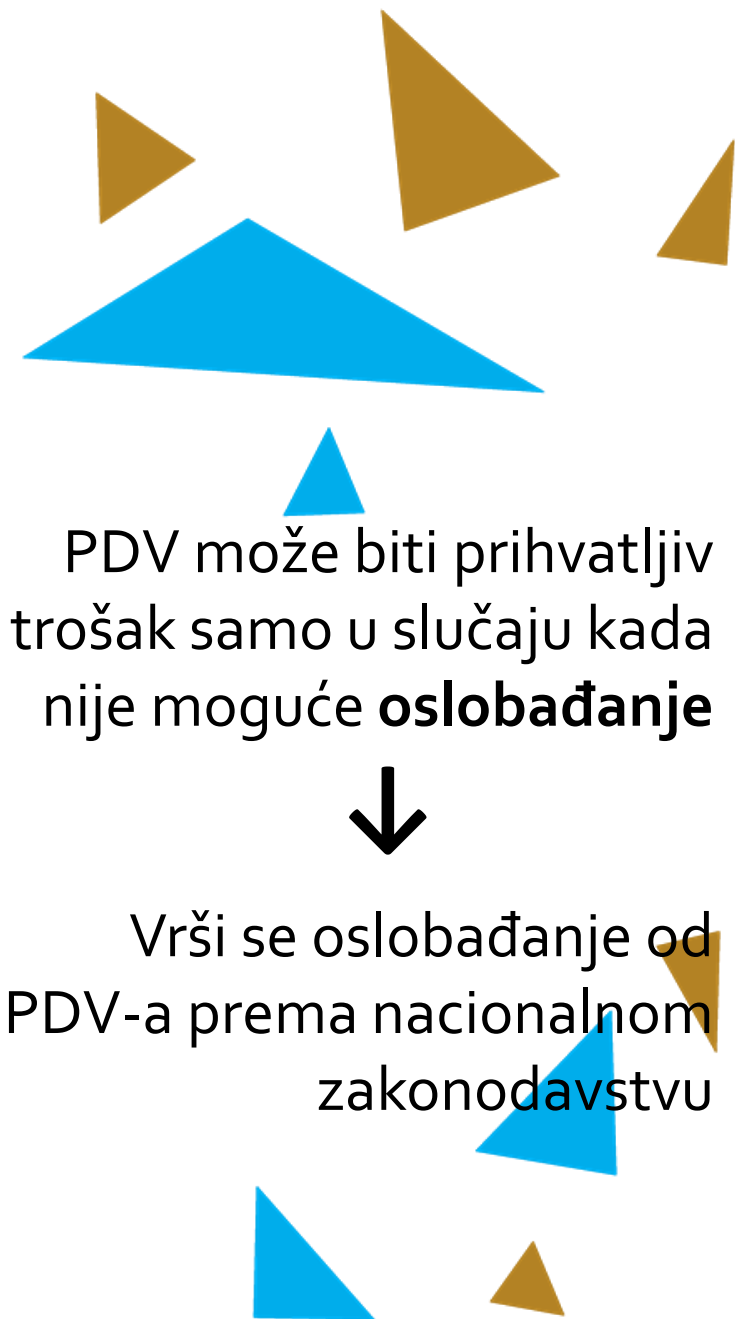 PDV može biti prihvatljiv
trošak samo u slučaju kada
nije moguće oslobađanje
Vrši se oslobađanje od
PDV-a prema nacionalnom
zakonodavstvu